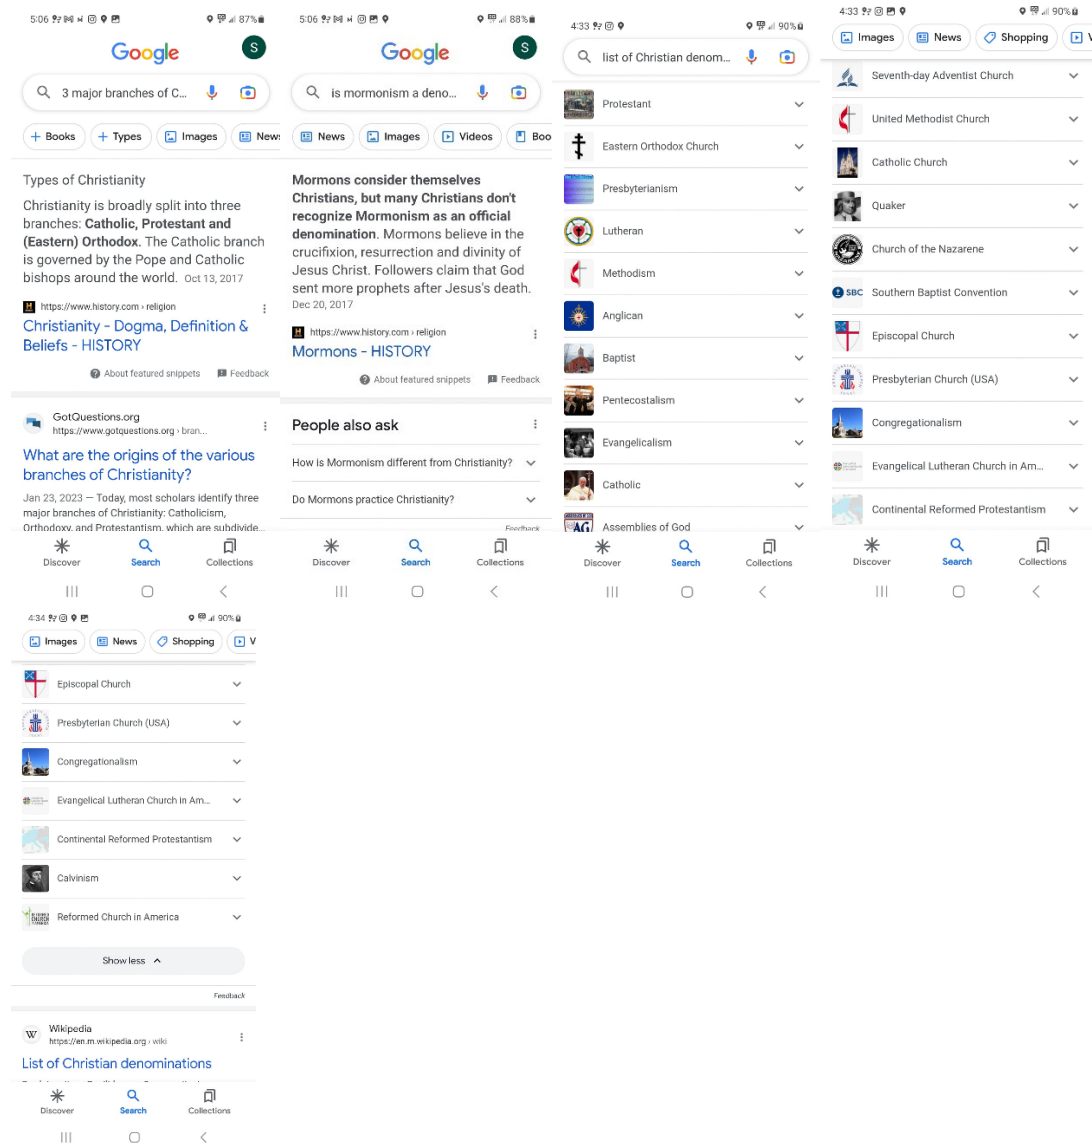 5:06
87%
Google
S
3 major branches of C...
+ Books
+ Types
Images
News
Types of Christianity
Christianity is broadly split into three
branches: Catholic, Protestant and
(Eastern) Orthodox. The Catholic branch
is governed by the Pope and Catholic
bishops around the world. Oct 13, 2017
https://www.history.com › religion
Christianity - Dogma, Definition &
Beliefs - HISTORY
About featured snippets
Feedback
GotQuestions.org
https://www.gotquestions.org › bran...
What are the origins of the various
branches of Christianity?
Jan 23, 2023 — Today, most scholars identify three
major branches of Christianity: Catholicism,
Orthodoxy, and Protestantism, which are subdivide...
Discover
Search
Collections
5:06
88%
Google
S
is mormonism a deno...
News
Images
Videos
Boo
Mormons consider themselves
Christians, but many Christians don't
recognize Mormonism as an official
denomination. Mormons believe in the
crucifixion, resurrection and divinity of
Jesus Christ. Followers claim that God
sent more prophets after Jesus's death.
Dec 20, 2017
https://www.history.com › religion
Mormons - HISTORY
About featured snippets
Feedback
People also ask
How is Mormonism different from Christianity?
Do Mormons practice Christianity?
Feedback
Discover
Search
Collections
4:33
90%
list of Christian denom...
Protestant
Eastern Orthodox Church
Presbyterianism
Lutheran
Methodism
Anglican
Baptist
Pentecostalism
Evangelicalism
Catholic
AG
Assemblies of God
Discover
Search
Collections
4:33
90%
Images
News
Shopping
V
Seventh-day Adventist Church
United Methodist Church
Catholic Church
Quaker
Church of the Nazarene
SBC
Southern Baptist Convention
Episcopal Church
Presbyterian Church (USA)
Congregationalism
Evangelical Lutheran Church in Am...
Continental Reformed Protestantism
Discover
Search
Collections
4:34
90%
Images
News
Shopping
V
Episcopal Church
Presbyterian Church (USA)
Congregationalism
Evangelical Lutheran Church in Am...
Continental Reformed Protestantism
Calvinism
Reformed Church in America
Show less
Feedback
W
Wikipedia
https://en.m.wikipedia.org › wiki
List of Christian denominations
Discover
Search
Collections